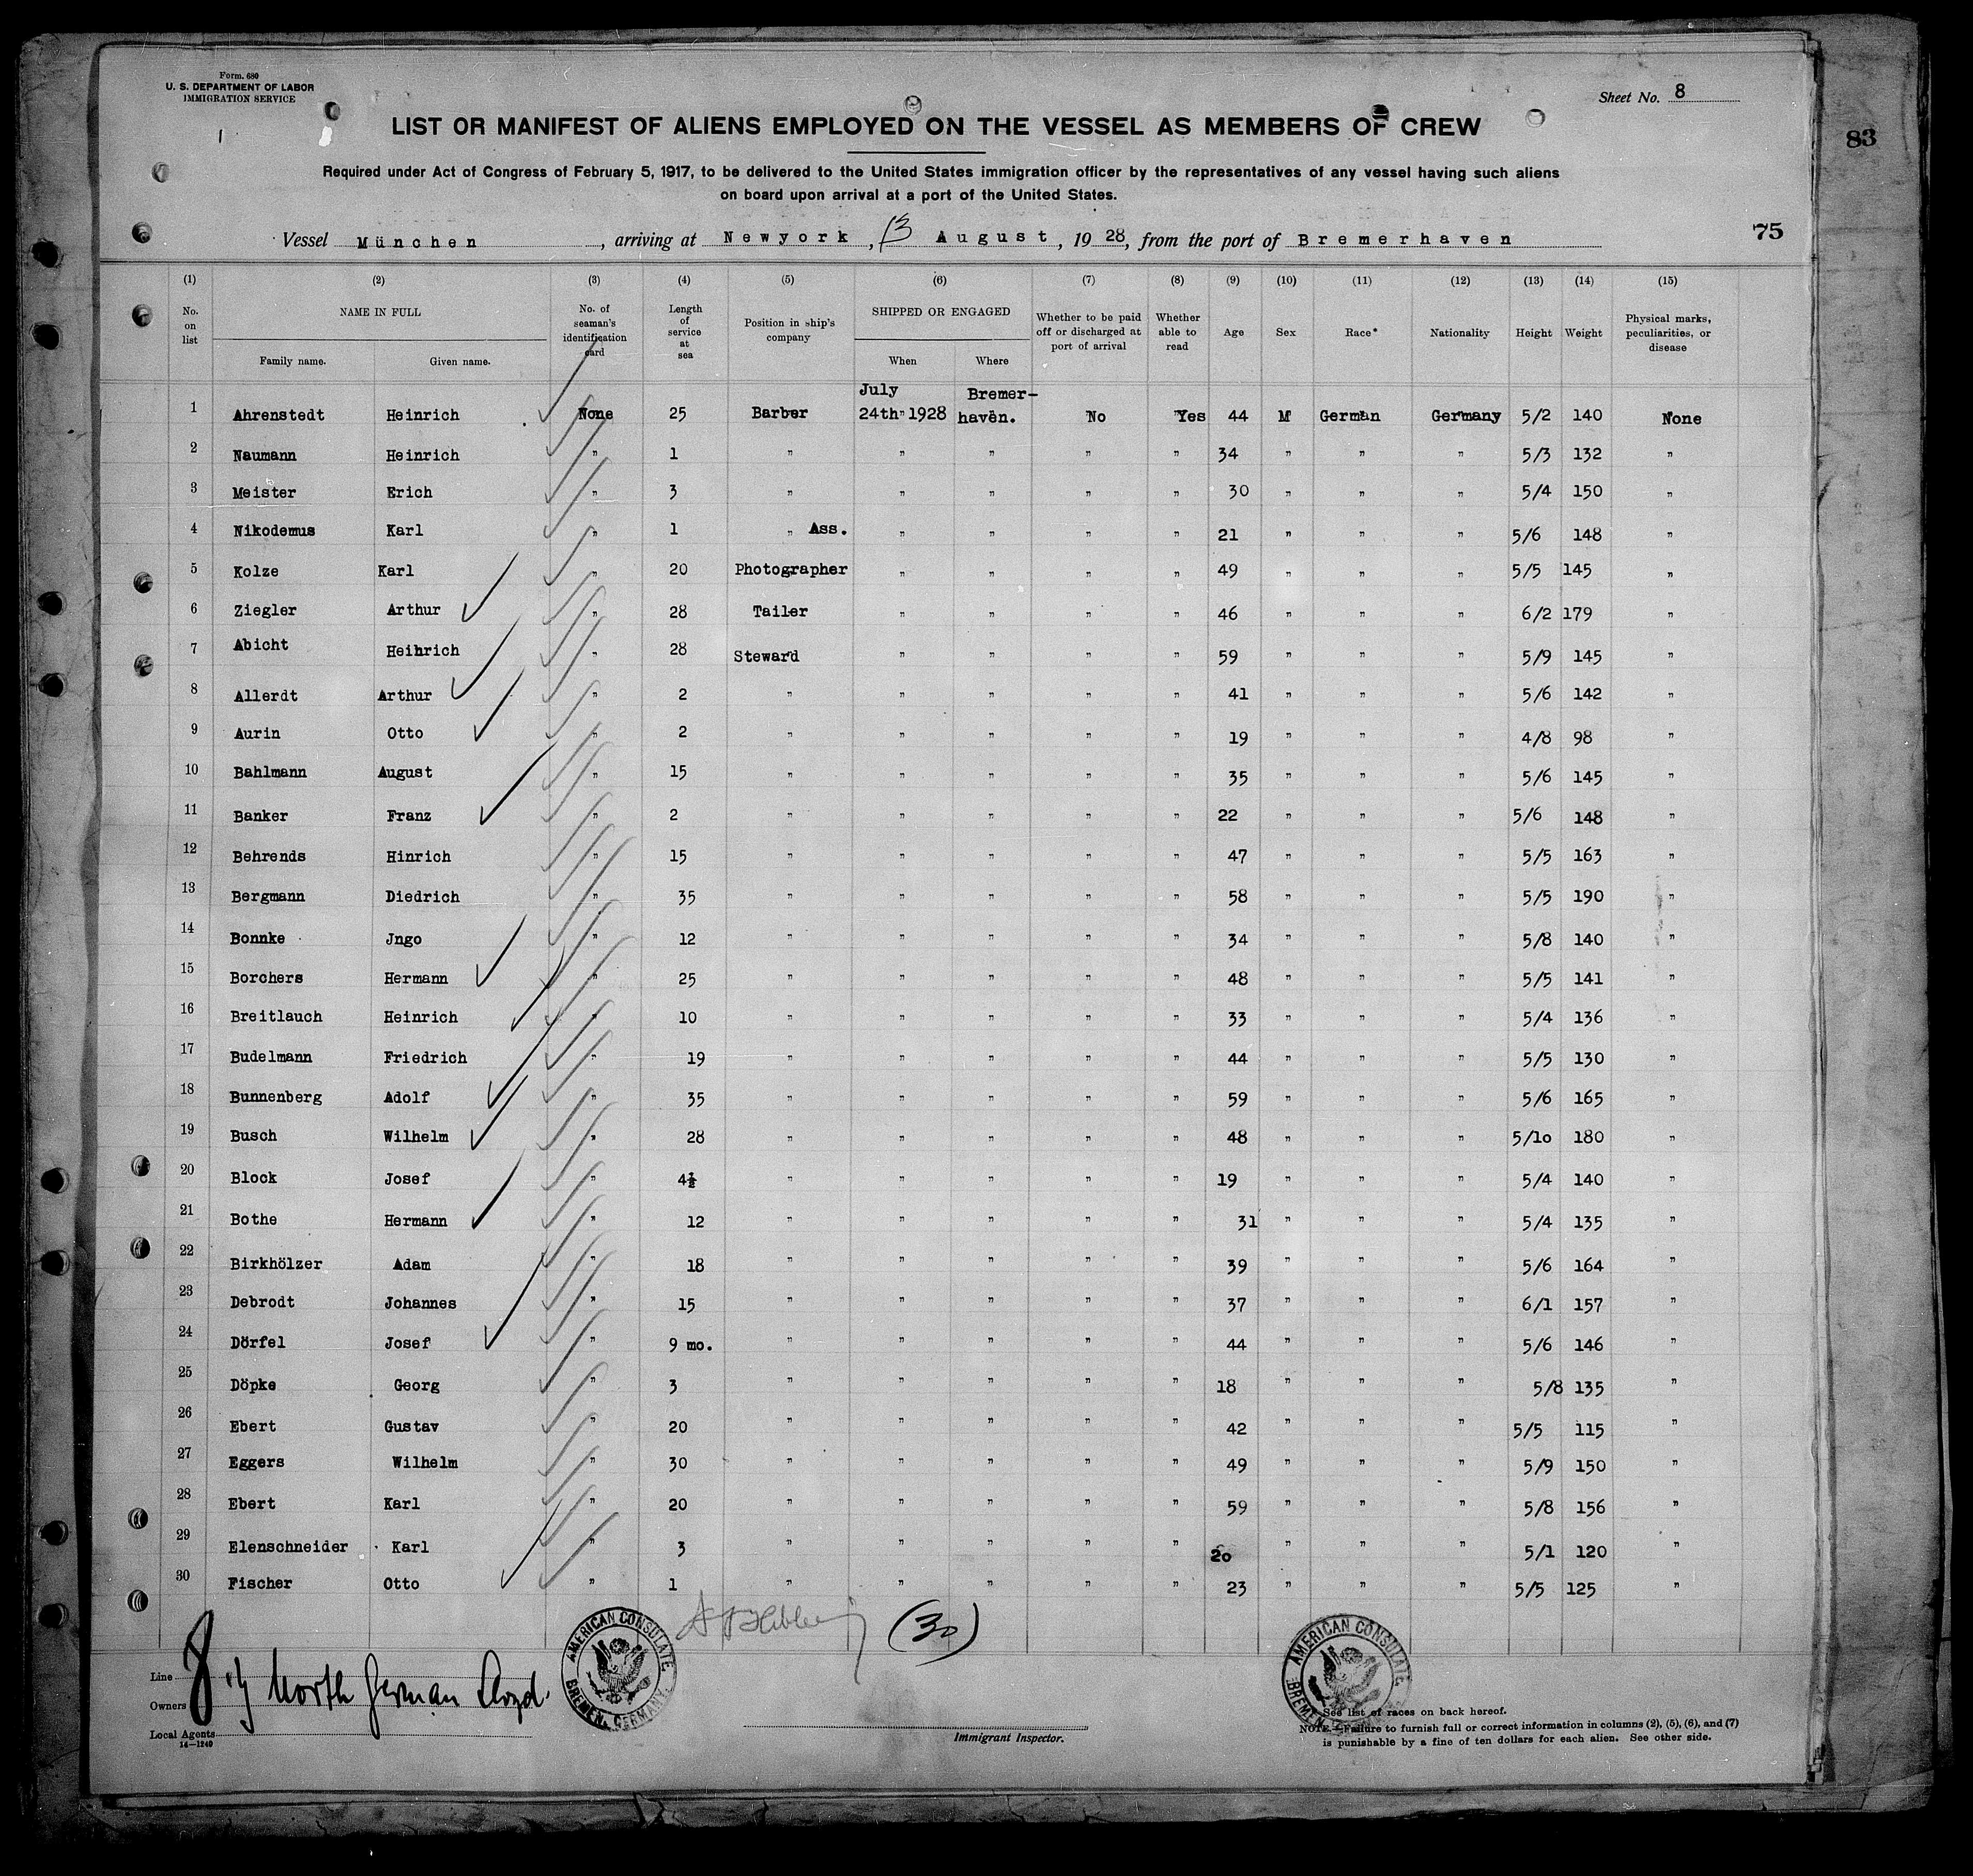 Form. 680
U. S. DEPARTMENT OF LABOR
IMMIGRATION SERVICE
Sheet No. 8
LIST OR MANIFEST OF ALIENS EMPLOYED ON THE VESSEL AS MEMBERS OF CREW
83
Required under Act of Congress of February 5, 1917, to be delivered to the United States immigration officer by the representatives of any vessel having such aliens
on board upon arrival at a port of the United States.
Vessel München, arriving at Newyork, 13 August, 1928, from the port of Bremerhaven
75
(1) (2) (3) (4) (5) (6) (7) (8) (9) (10) (11) (12) (13) (14) (15)
No. on list NAME IN FULL Family name. Given name. No. of seaman's identification card Length of service at sea Position in ship's company SHIPPED OR ENGAGED When Where Whether to be paid off or discharged at port of arrival Whether able to read Age Sex Race* Nationality Height Weight Physical marks, peculiarities, or disease
1 Ahrenstedt Heinrich None 25 Barber July 24th 1928 Bremer-haven. No Yes 44 M German Germany 5/2 140 None
2 Naumann Heinrich " 1 " " " " " 34 " " " 5/3 132 "
3 Meister Erich " 3 " " " " " 30 " " " 5/4 150 "
4 Nikodemus Karl " 1 " Ass. " " " " 21 " " " 5/6 148 "
5 Kolze Karl " 20 Photographer " " " " 49 " " " 5/5 145 "
6 Ziegler Arthur " 28 Tailer " " " " 46 " " " 6/2 179 "
7 Abicht Heihrich " 28 Steward " " " " 59 " " " 5/9 145 "
8 Allerdt Arthur " 2 " " " " " 41 " " " 5/6 142 "
9 Aurin Otto " 2 " " " " " 19 " " " 4/8 98 "
10 Bahlmann August " 15 " " " " " 35 " " " 5/6 145 "
11 Banker Franz " 2 " " " " " 22 " " " 5/6 148 "
12 Behrends Hinrich " 15 " " " " " 47 " " " 5/5 163 "
13 Bergmann Diedrich " 35 " " " " " 58 " " " 5/5 190 "
14 Bonnke Jngo " 12 " " " " " 34 " " " 5/8 140 "
15 Borchers Hermann " 25 " " " " " 48 " " " 5/5 141 "
16 Breitlauch Heinrich " 10 " " " " " 33 " " " 5/4 136 "
17 Budelmann Friedrich " 19 " " " " " 44 " " " 5/5 130 "
18 Bunnenberg Adolf " 35 " " " " " 59 " " " 5/6 165 "
19 Busch Wilhelm " 28 " " " " " 48 " " " 5/10 180 "
20 Block Josef " 4½ " " " " " 19 " " " 5/4 140 "
21 Bothe Hermann " 12 " " " " " 31 " " " 5/4 135 "
22 Birkhölzer Adam " 18 " " " " " 39 " " " 5/6 164 "
23 Debrodt Johannes " 15 " " " " " 37 " " " 6/1 157 "
24 Dörfel Josef " 9 mo. " " " " " 44 " " " 5/6 146 "
25 Döpke Georg " 3 " " " " " 18 " " " 5/8 135 "
26 Ebert Gustav " 20 " " " " " 42 " " " 5/5 115 "
27 Eggers Wilhelm " 30 " " " " " 49 " " " 5/9 150 "
28 Ebert Karl " 20 " " " " " 59 " " " 5/8 156 "
29 Elenschneider Karl " 3 " " " " " 20 " " " 5/1 120 "
30 Fischer Otto " 1 " " " " " 23 " " " 5/5 125 "
(30)
AMERICAN CONSULATE BREMEN, GERMANY.
AMERICAN CONSULATE BREMEN
Line
Owners North German Lloyd.
Local Agents
14—1240
Immigrant Inspector.
See list of races on back hereof.
NOTE.—Failure to furnish full or correct information in columns (2), (5), (6), and (7)
is punishable by a fine of ten dollars for each alien. See other side.